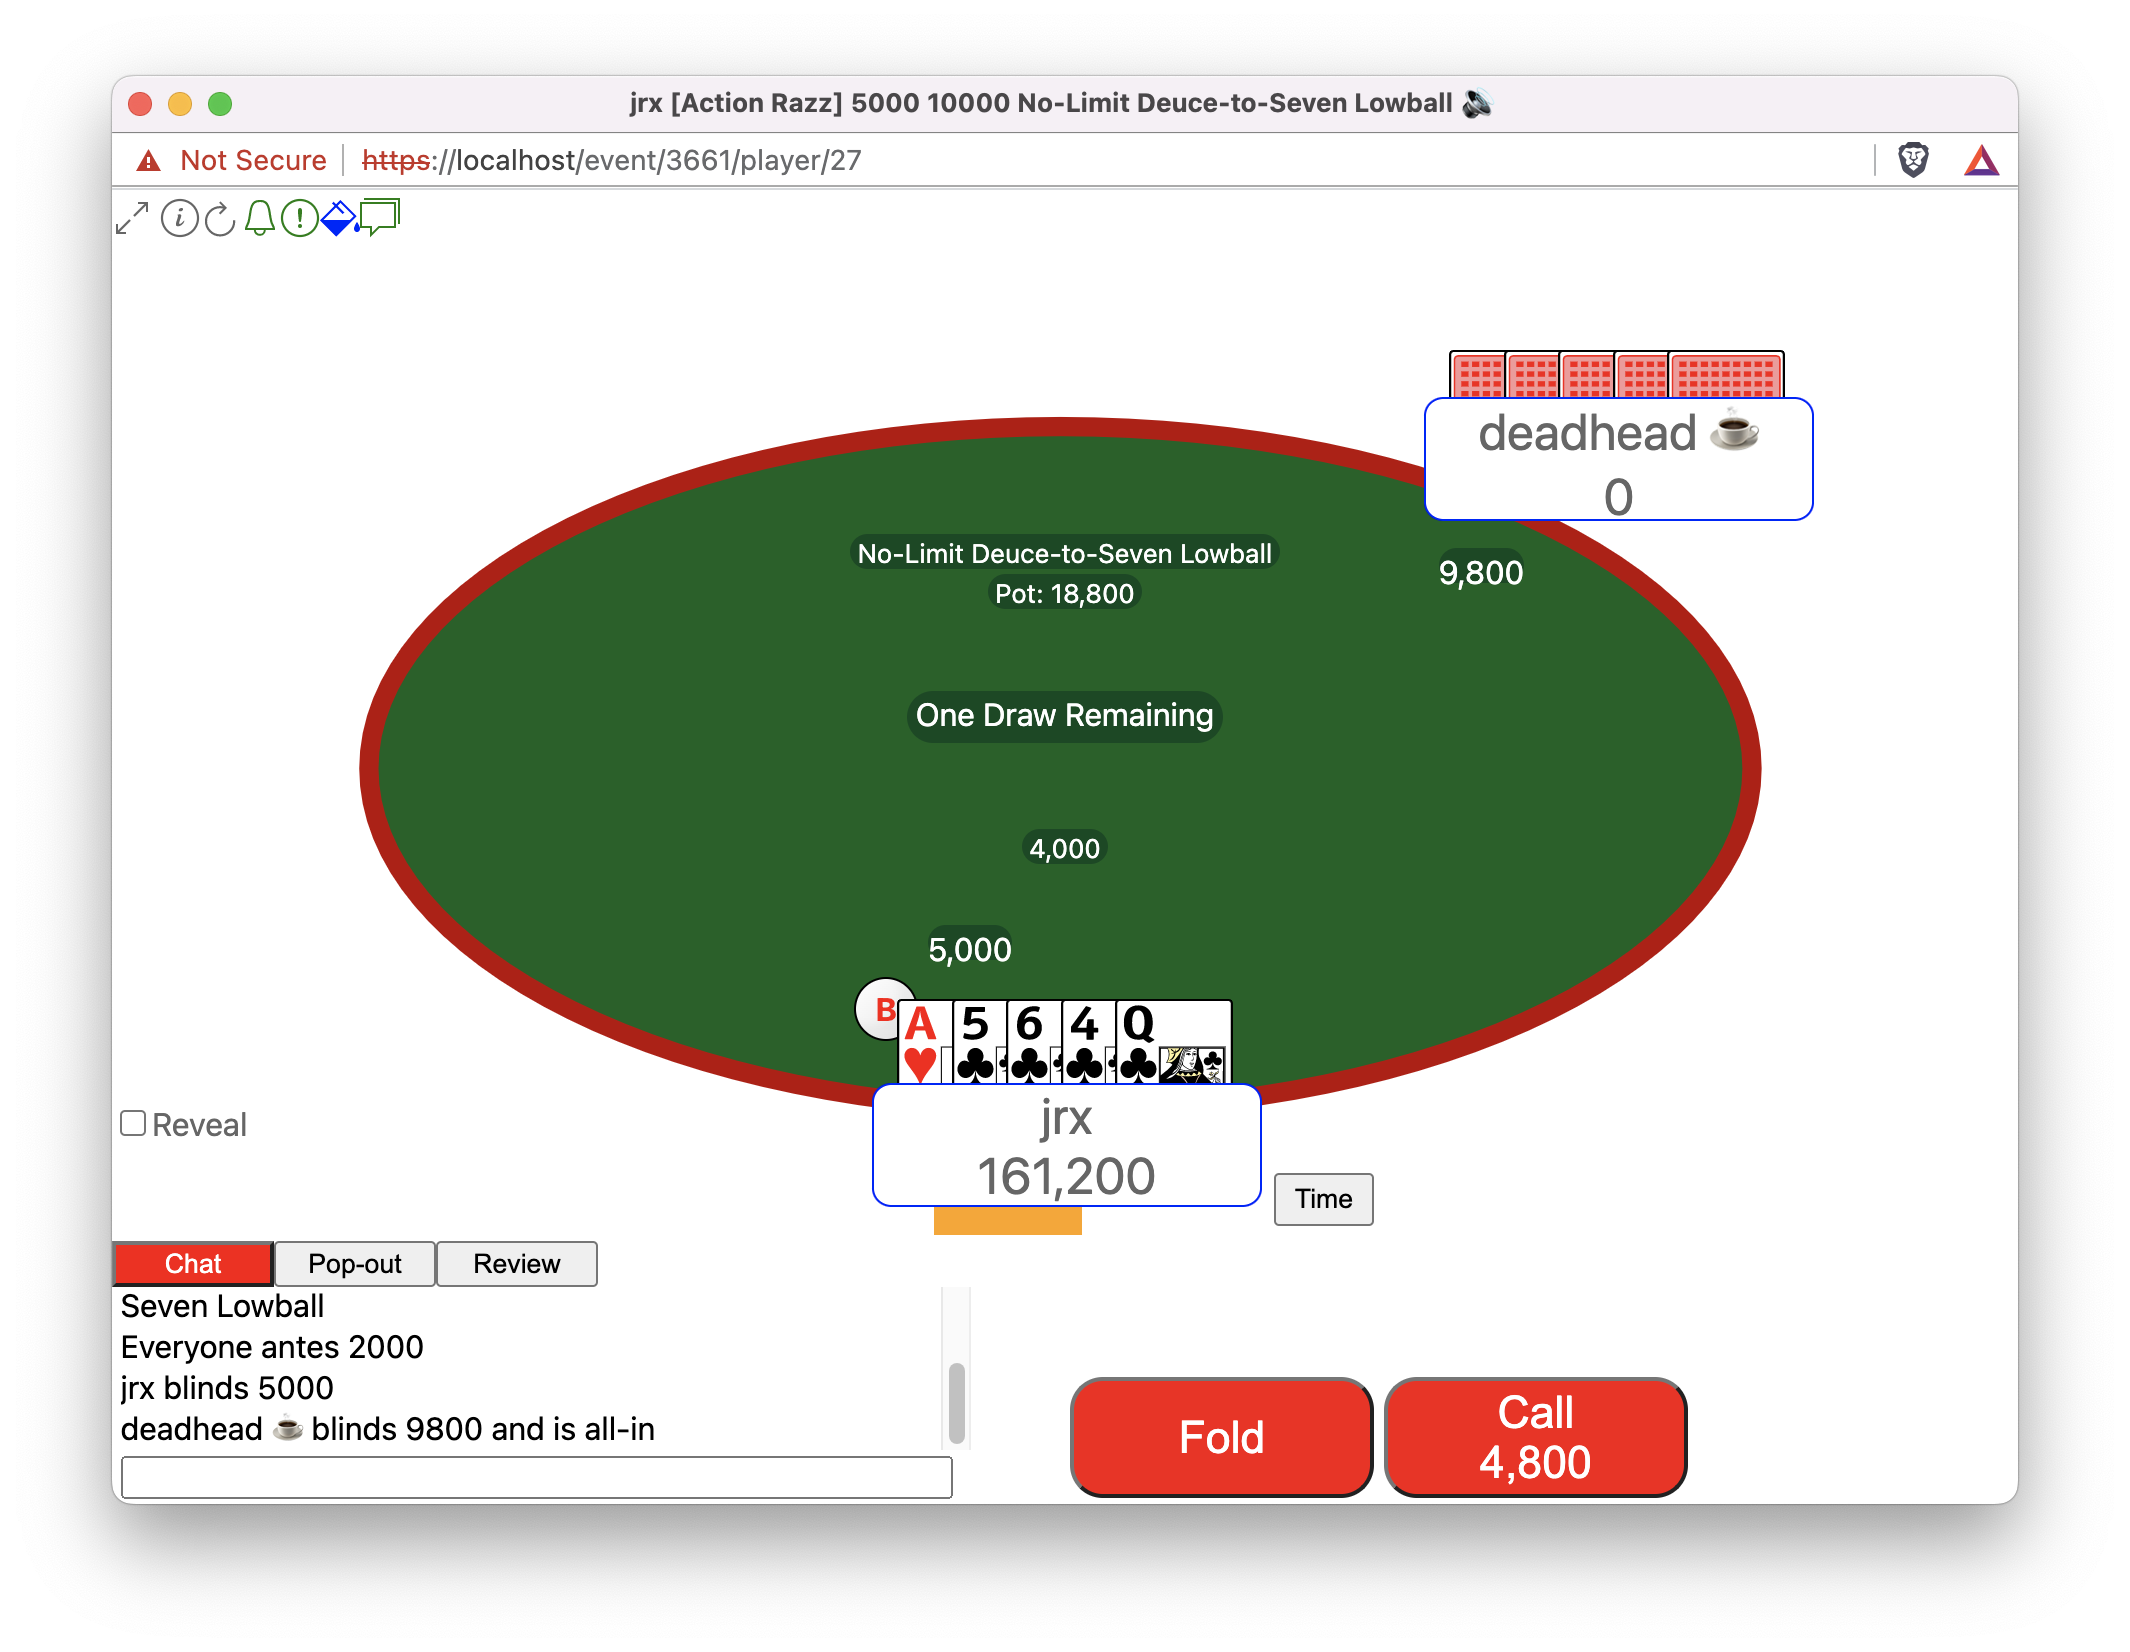 jrx [Action Razz] 5000 10000 No-Limit Deuce-to-Seven Lowball 🔊
Not Secure https://localhost/event/3661/player/27
deadhead ☕
0
No-Limit Deuce-to-Seven Lowball
Pot: 18,800
9,800
One Draw Remaining
4,000
5,000
B
A 5 6 4 Q
jrx
161,200
Reveal
Time
Chat Pop-out Review
Seven Lowball
Everyone antes 2000
jrx blinds 5000
deadhead ☕ blinds 9800 and is all-in
Fold
Call
4,800